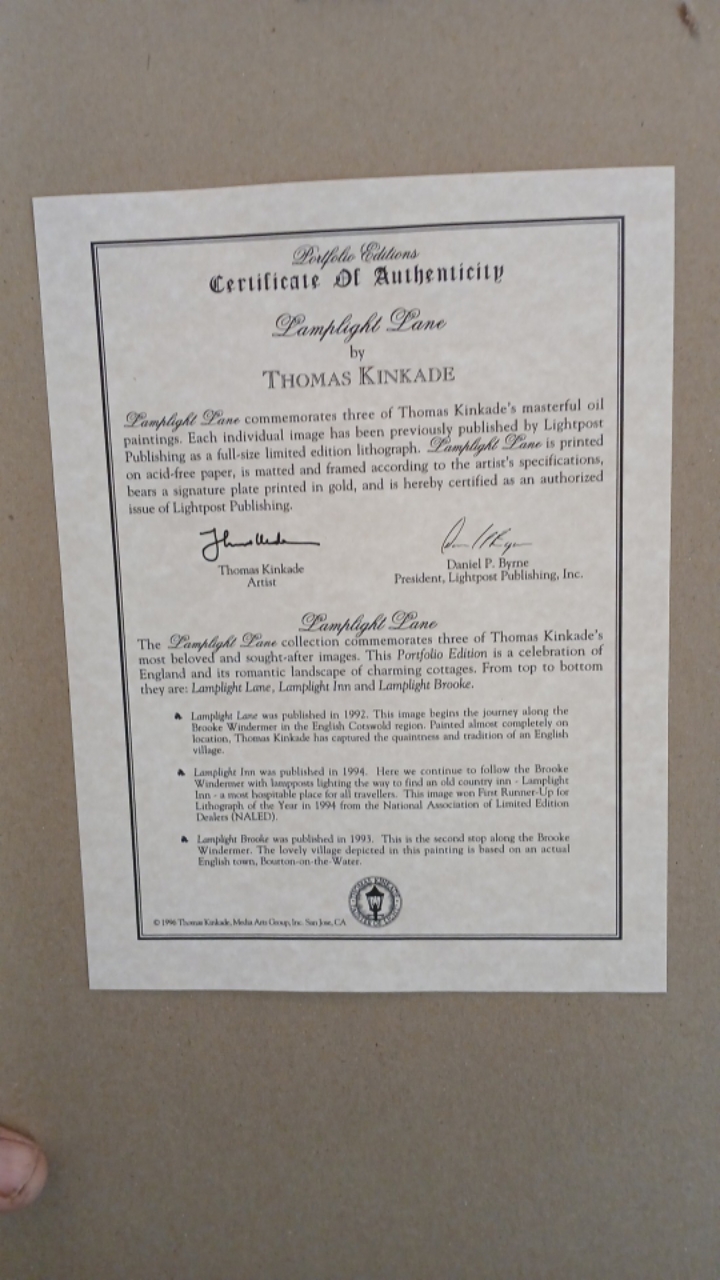 Portfolio Editions
Certificate Of Authenticity
Lamplight Lane
by
THOMAS KINKADE
Lamplight Lane commemorates three of Thomas Kinkade's masterful oil
paintings. Each individual image has been previously published by Lightpost
Publishing as a full-size limited edition lithograph. Lamplight Lane is printed
on acid-free paper, is matted and framed according to the artist's specifications,
bears a signature plate printed in gold, and is hereby certified as an authorized
issue of Lightpost Publishing.
Thomas Kinkade
Artist
Daniel P. Byrne
President, Lightpost Publishing, Inc.
Lamplight Lane
The Lamplight Lane collection commemorates three of Thomas Kinkade's
most beloved and sought-after images. This Portfolio Edition is a celebration of
England and its romantic landscape of charming cottages. From top to bottom
they are: Lamplight Lane, Lamplight Inn and Lamplight Brooke.
Lamplight Lane was published in 1992. This image begins the journey along the
Brooke Windermer in the English Cotswold region. Painted almost completely on
location, Thomas Kinkade has captured the quaintness and tradition of an English
village.
Lamplight Inn was published in 1994. Here we continue to follow the Brooke
Windermer with lampposts lighting the way to find an old country inn - Lamplight
Inn - a most hospitable place for all travellers. This image won First Runner-Up for
Lithograph of the Year in 1994 from the National Association of Limited Edition
Dealers (NALED).
Lamplight Brooke was published in 1993. This is the second stop along the Brooke
Windermer. The lovely village depicted in this painting is based on an actual
English town, Bourton-on-the-Water.
THOMAS KINKADE
© 1996 Thomas Kinkade, Media Arts Group, Inc. San Jose, CA